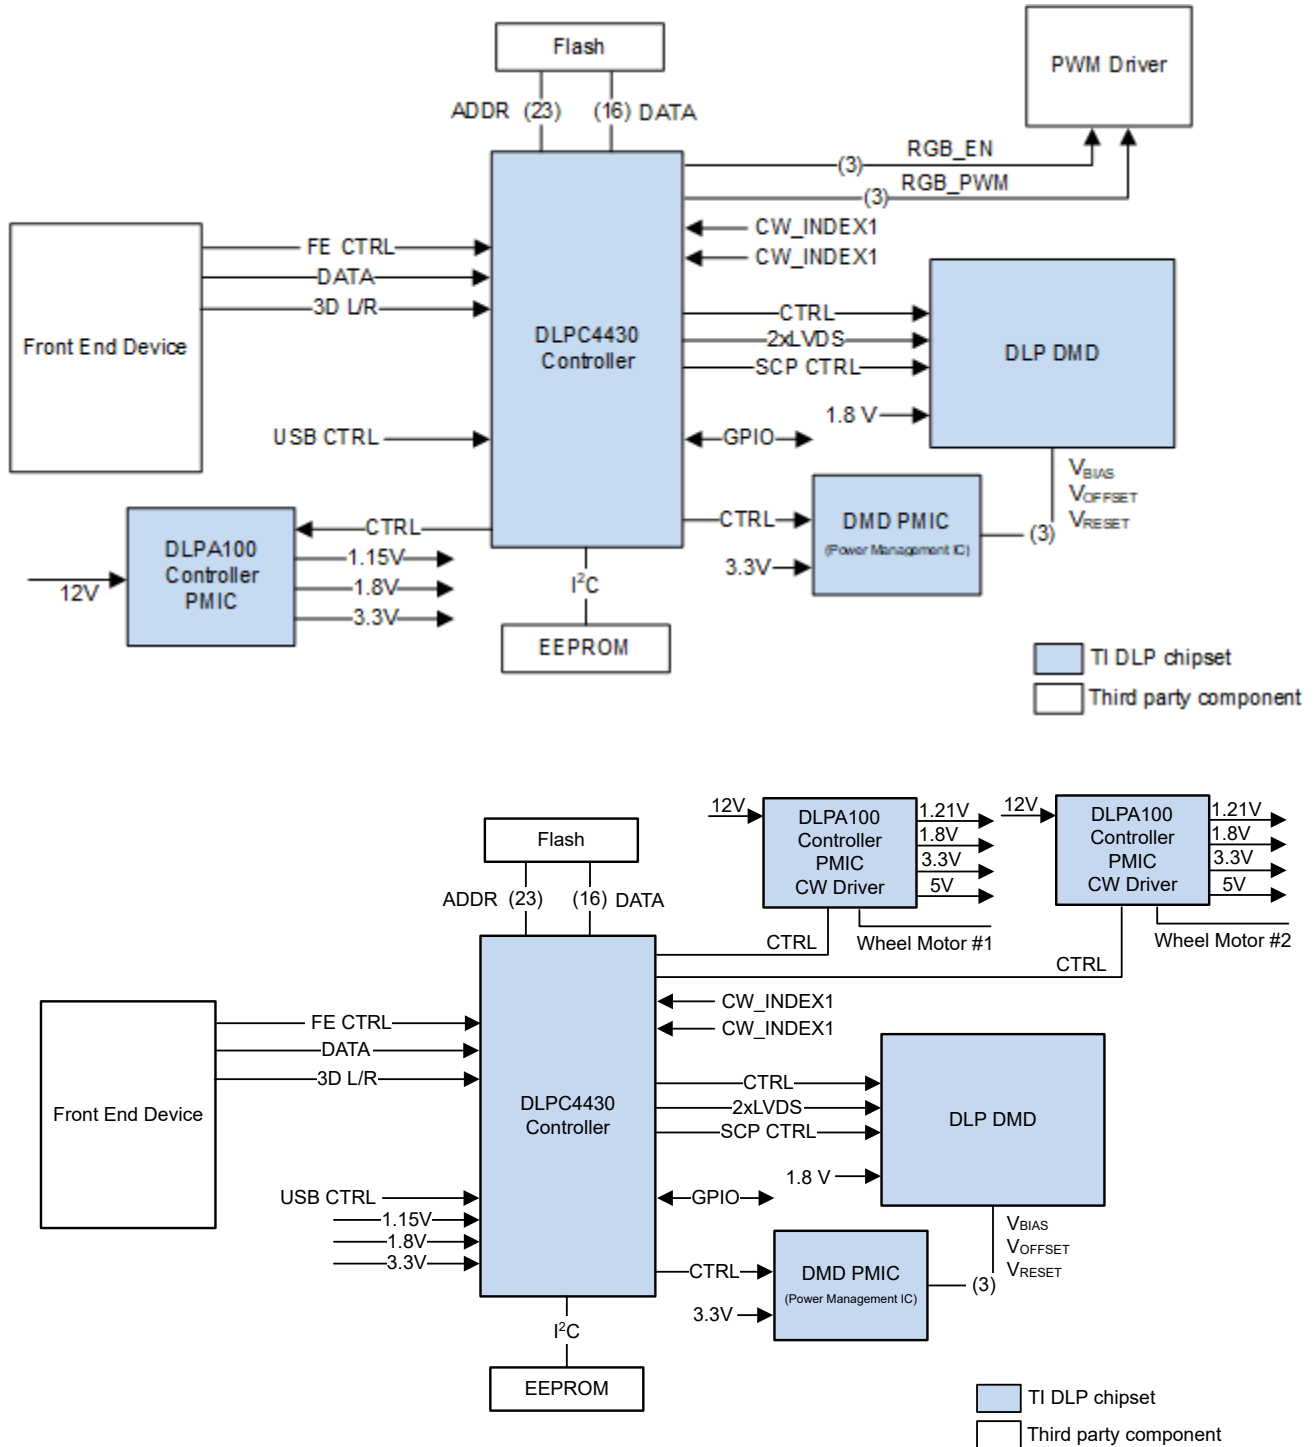 Flash
PWM Driver
ADDR (23) (16) DATA
RGB_EN
(3)
RGB_PWM
(3)
CW_INDEX1
CW_INDEX1
FE CTRL
DATA
3D L/R
Front End Device
DLPC4430
Controller
CTRL
2xLVDS
SCP CTRL
DLP DMD
1.8 V
USB CTRL
GPIO
VBIAS
VOFFSET
VRESET
(3)
CTRL
DMD PMIC
(Power Management IC)
3.3V
CTRL
DLPA100
Controller
PMIC
12V
1.15V
1.8V
3.3V
I²C
EEPROM
TI DLP chipset
Third party component
12V
DLPA100
Controller
PMIC
CW Driver
1.21V
1.8V
3.3V
5V
12V
DLPA100
Controller
PMIC
CW Driver
1.21V
1.8V
3.3V
5V
Flash
ADDR (23) (16) DATA
CTRL
Wheel Motor #1
CTRL
Wheel Motor #2
CW_INDEX1
CW_INDEX1
FE CTRL
DATA
3D L/R
Front End Device
DLPC4430
Controller
CTRL
2xLVDS
SCP CTRL
DLP DMD
1.8 V
USB CTRL
1.15V
1.8V
3.3V
GPIO
VBIAS
VOFFSET
VRESET
(3)
CTRL
DMD PMIC
(Power Management IC)
3.3V
I²C
EEPROM
TI DLP chipset
Third party component